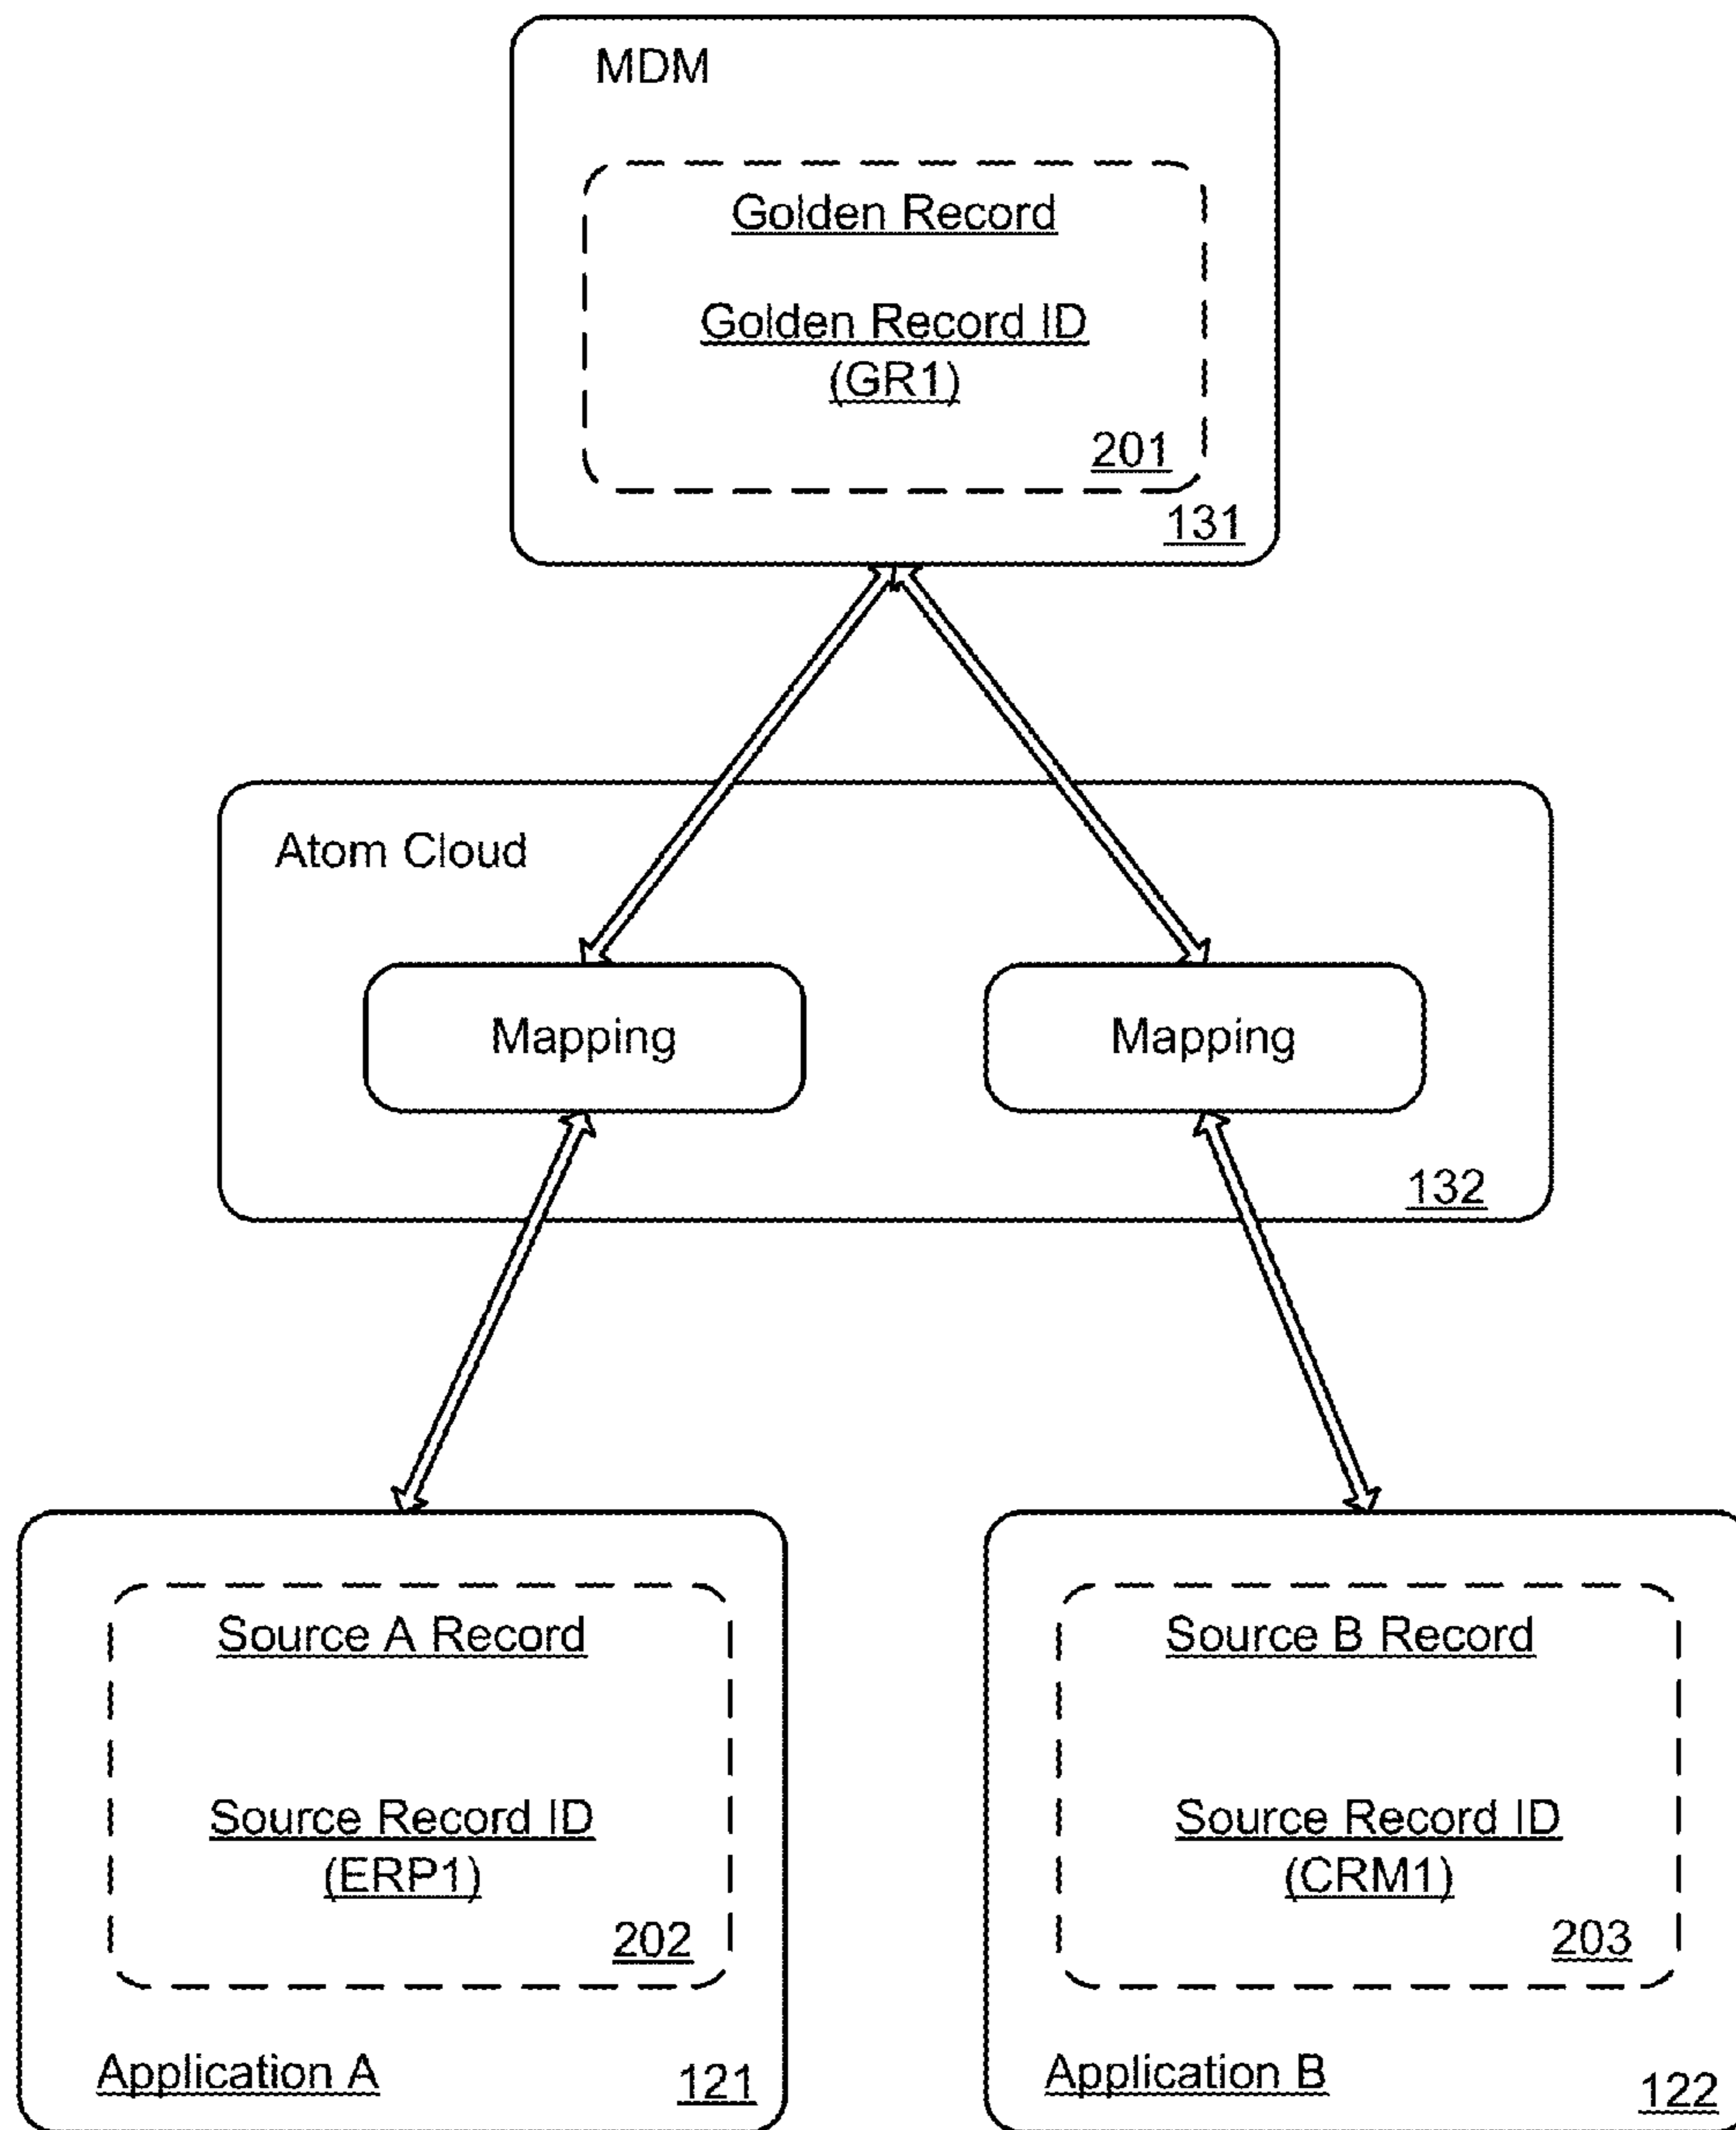 MDM
Golden Record
Golden Record ID
(GR1)
201
131
Atom Cloud
Mapping
Mapping
132
Source A Record
Source Record ID
(ERP1)
202
Application A
121
Source B Record
Source Record ID
(CRM1)
203
Application B
122